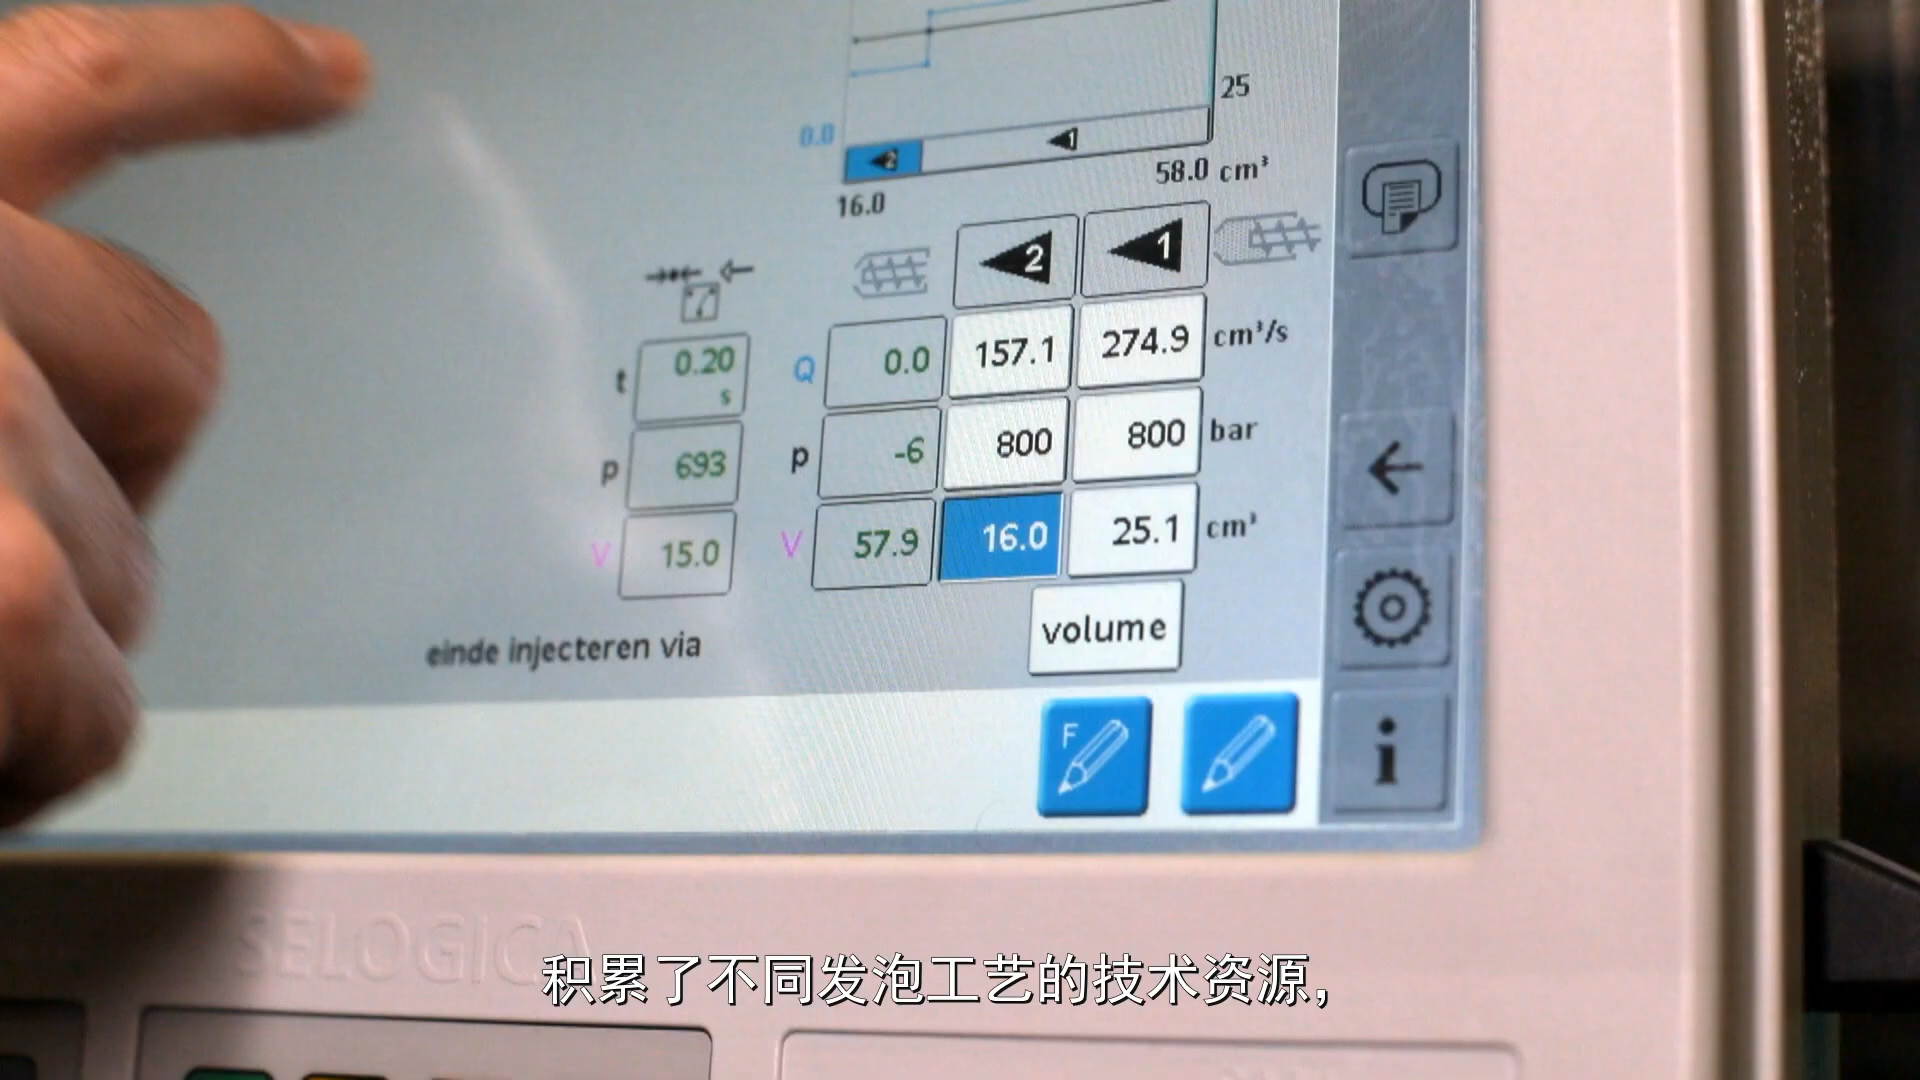 25
0.0
2 1
58.0 cm³
16.0
2 1
t 0.20 s Q 0.0 157.1 274.9 cm³/s
p 693 p -6 800 800 bar
V 15.0 V 57.9 16.0 25.1 cm³
einde injecteren via volume
F
i
SELOGICA
积累了不同发泡工艺的技术资源，